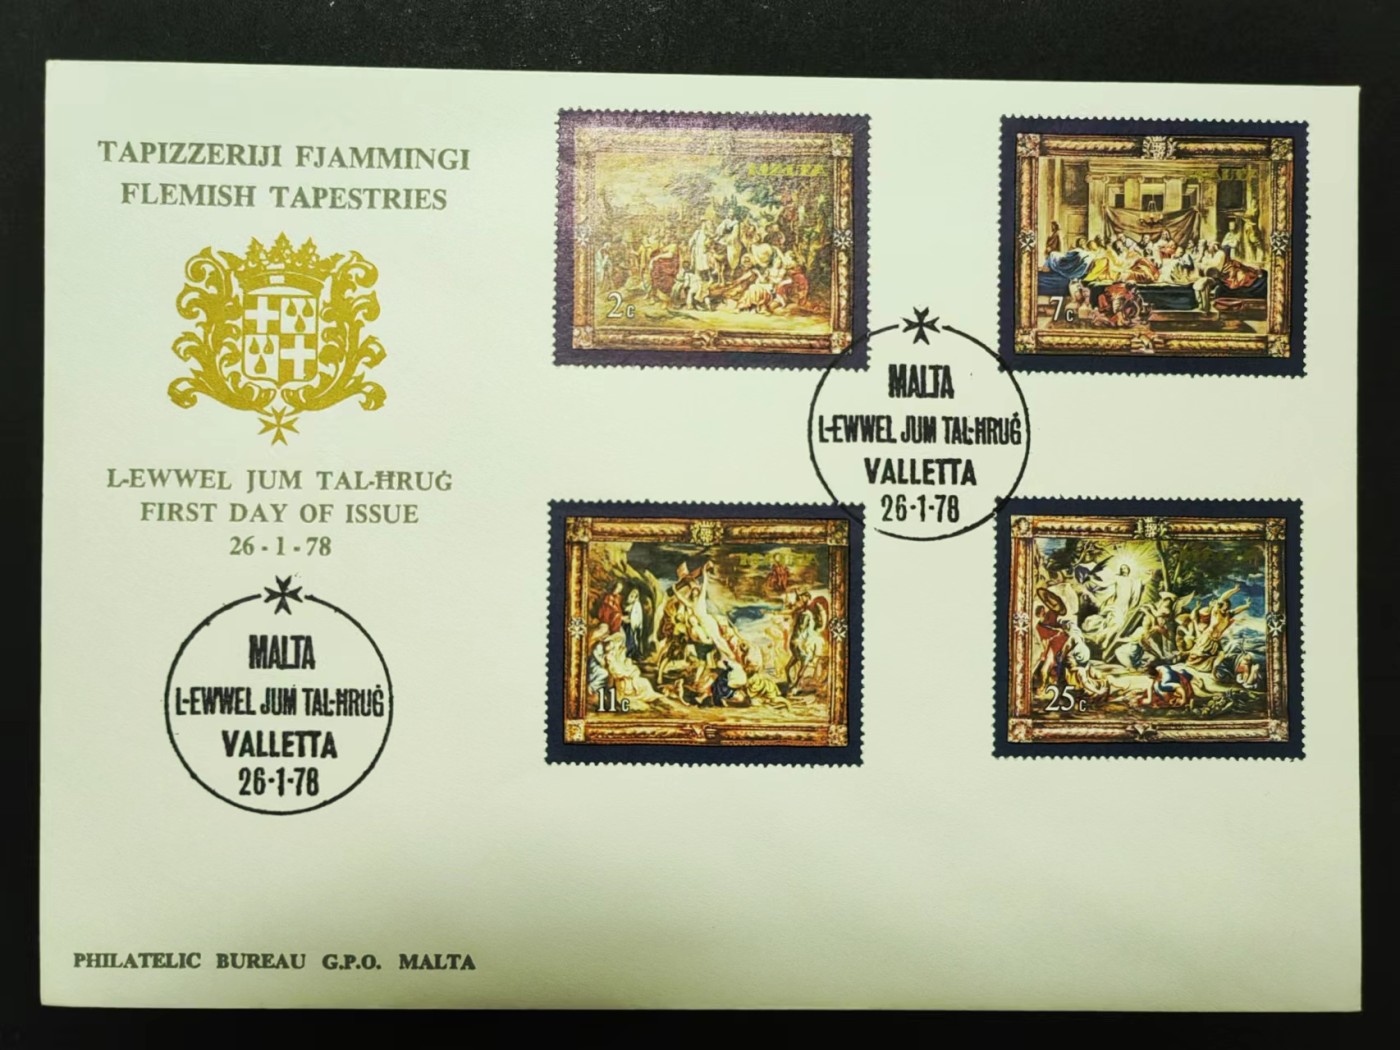 TAPIZZERIJI FJAMMINGI
FLEMISH TAPESTRIES
L-EWWEL JUM TAL-ĦRUĠ
FIRST DAY OF ISSUE
26 - 1 - 78
MALTA
L-EWWEL JUM TAL-ĦRUĠ
VALLETTA
26-1-78
PHILATELIC BUREAU G.P.O. MALTA
MALTA
2c
MALTA
7c
MALTA
L-EWWEL JUM TAL-ĦRUĠ
VALLETTA
26-1-78
11c
25c